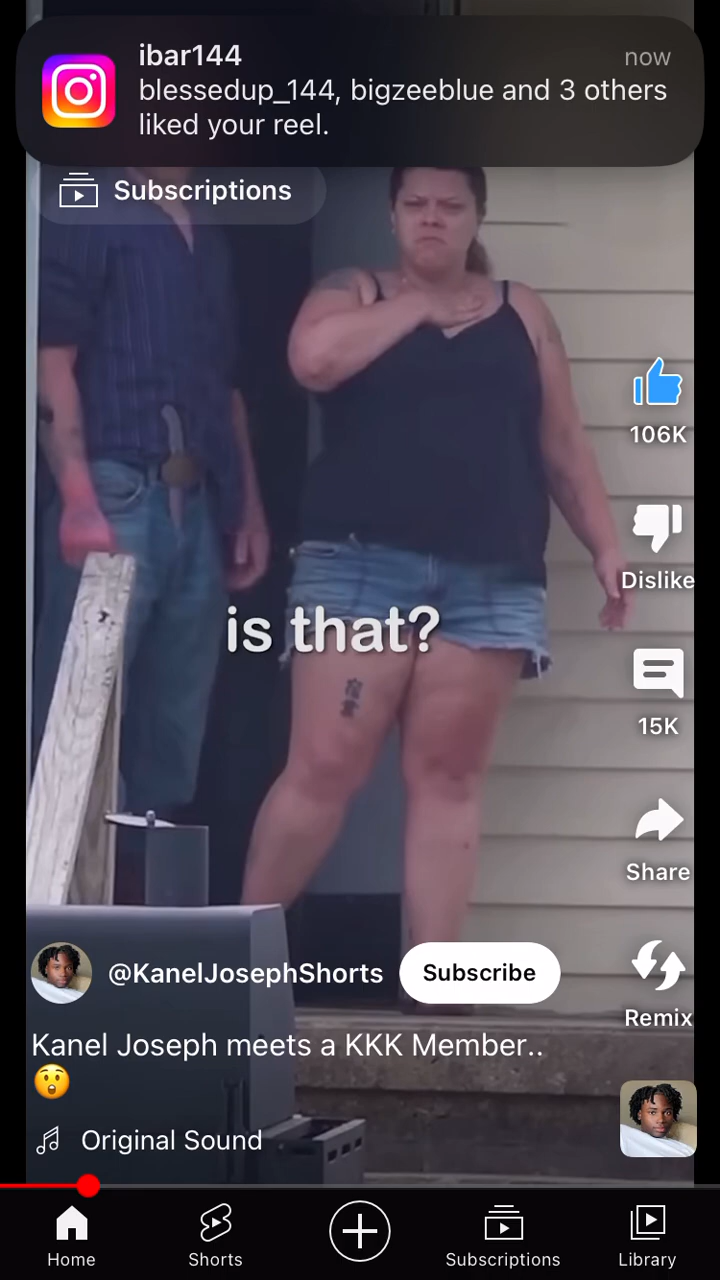 ibar144
now
blessedup_144, bigzeeblue and 3 others
liked your reel.
Subscriptions
106K
is that?
Dislike
15K
Share
@KanelJosephShorts
Subscribe
Remix
Kanel Joseph meets a KKK Member..
😲
Original Sound
Home
Shorts
Subscriptions
Library